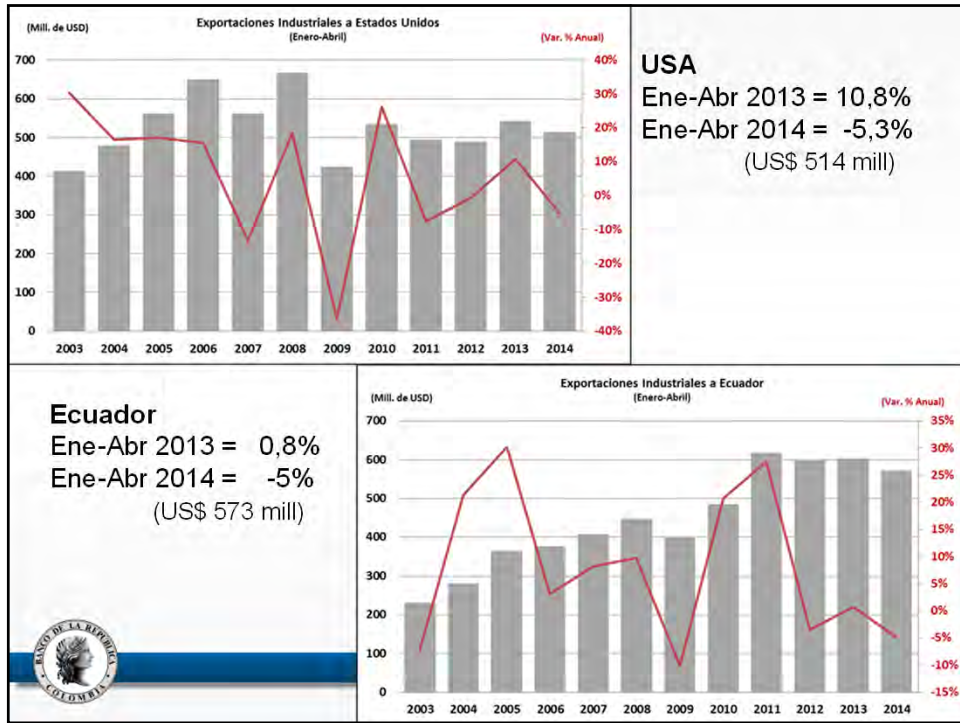 Exportaciones Industriales a Estados Unidos
(Enero-Abril)
(Mill. de USD)
(Var. % Anual)
700
600
500
400
300
200
100
0
40%
30%
20%
10%
0%
-10%
-20%
-30%
-40%
2003 2004 2005 2006 2007 2008 2009 2010 2011 2012 2013 2014
USA
Ene-Abr 2013 = 10,8%
Ene-Abr 2014 = -5,3%
(US$ 514 mill)
Ecuador
Ene-Abr 2013 = 0,8%
Ene-Abr 2014 = -5%
(US$ 573 mill)
BANCO DE LA REPUBLICA
COLOMBIA
Exportaciones Industriales a Ecuador
(Enero-Abril)
(Mill. de USD)
(Var. % Anual)
700
600
500
400
300
200
100
0
35%
30%
25%
20%
15%
10%
5%
0%
-5%
-10%
-15%
2003 2004 2005 2006 2007 2008 2009 2010 2011 2012 2013 2014